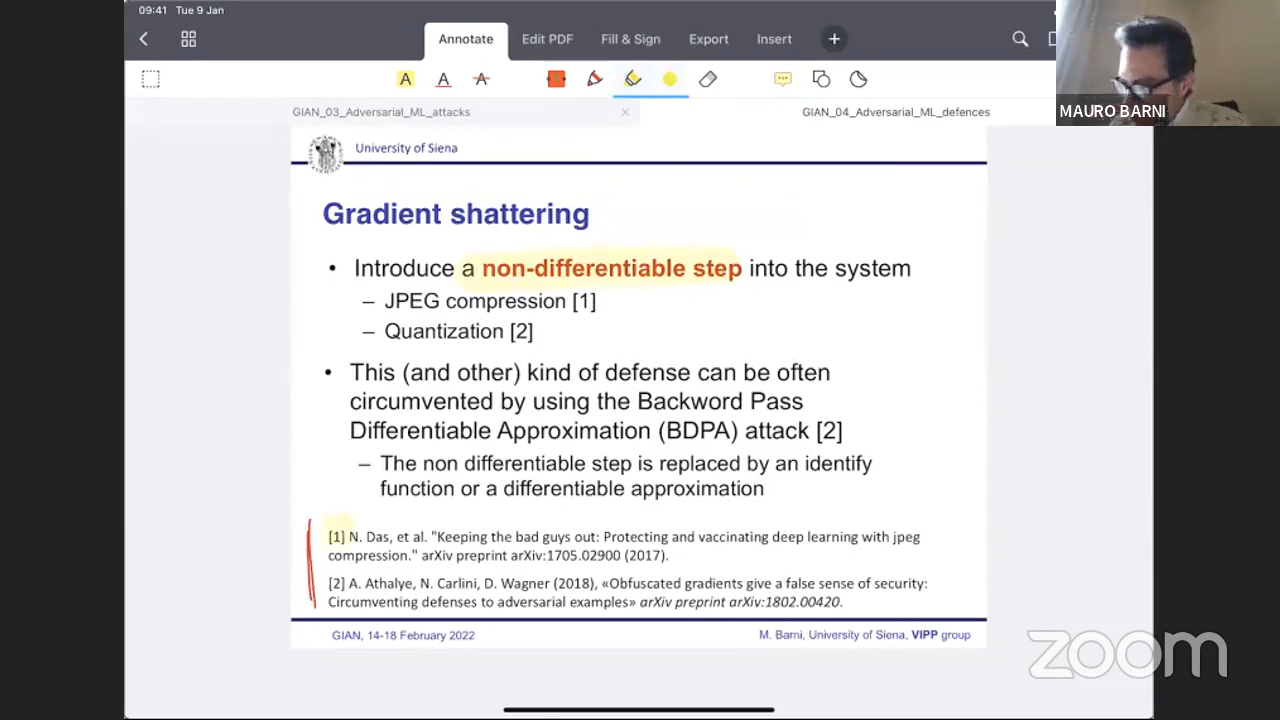 09:41 Tue 9 Jan
Annotate Edit PDF Fill & Sign Export Insert
A A A
MAURO BARNI
GIAN_03_Adversarial_ML_attacks GIAN_04_Adversarial_ML_defences
University of Siena
Gradient shattering
• Introduce a non-differentiable step into the system
– JPEG compression [1]
– Quantization [2]
• This (and other) kind of defense can be often
circumvented by using the Backword Pass
Differentiable Approximation (BDPA) attack [2]
– The non differentiable step is replaced by an identify
function or a differentiable approximation
[1] N. Das, et al. "Keeping the bad guys out: Protecting and vaccinating deep learning with jpeg
compression." arXiv preprint arXiv:1705.02900 (2017).
[2] A. Athalye, N. Carlini, D. Wagner (2018), «Obfuscated gradients give a false sense of security:
Circumventing defenses to adversarial examples» arXiv preprint arXiv:1802.00420.
GIAN, 14-18 February 2022 M. Barni, University of Siena, VIPP group
zoom